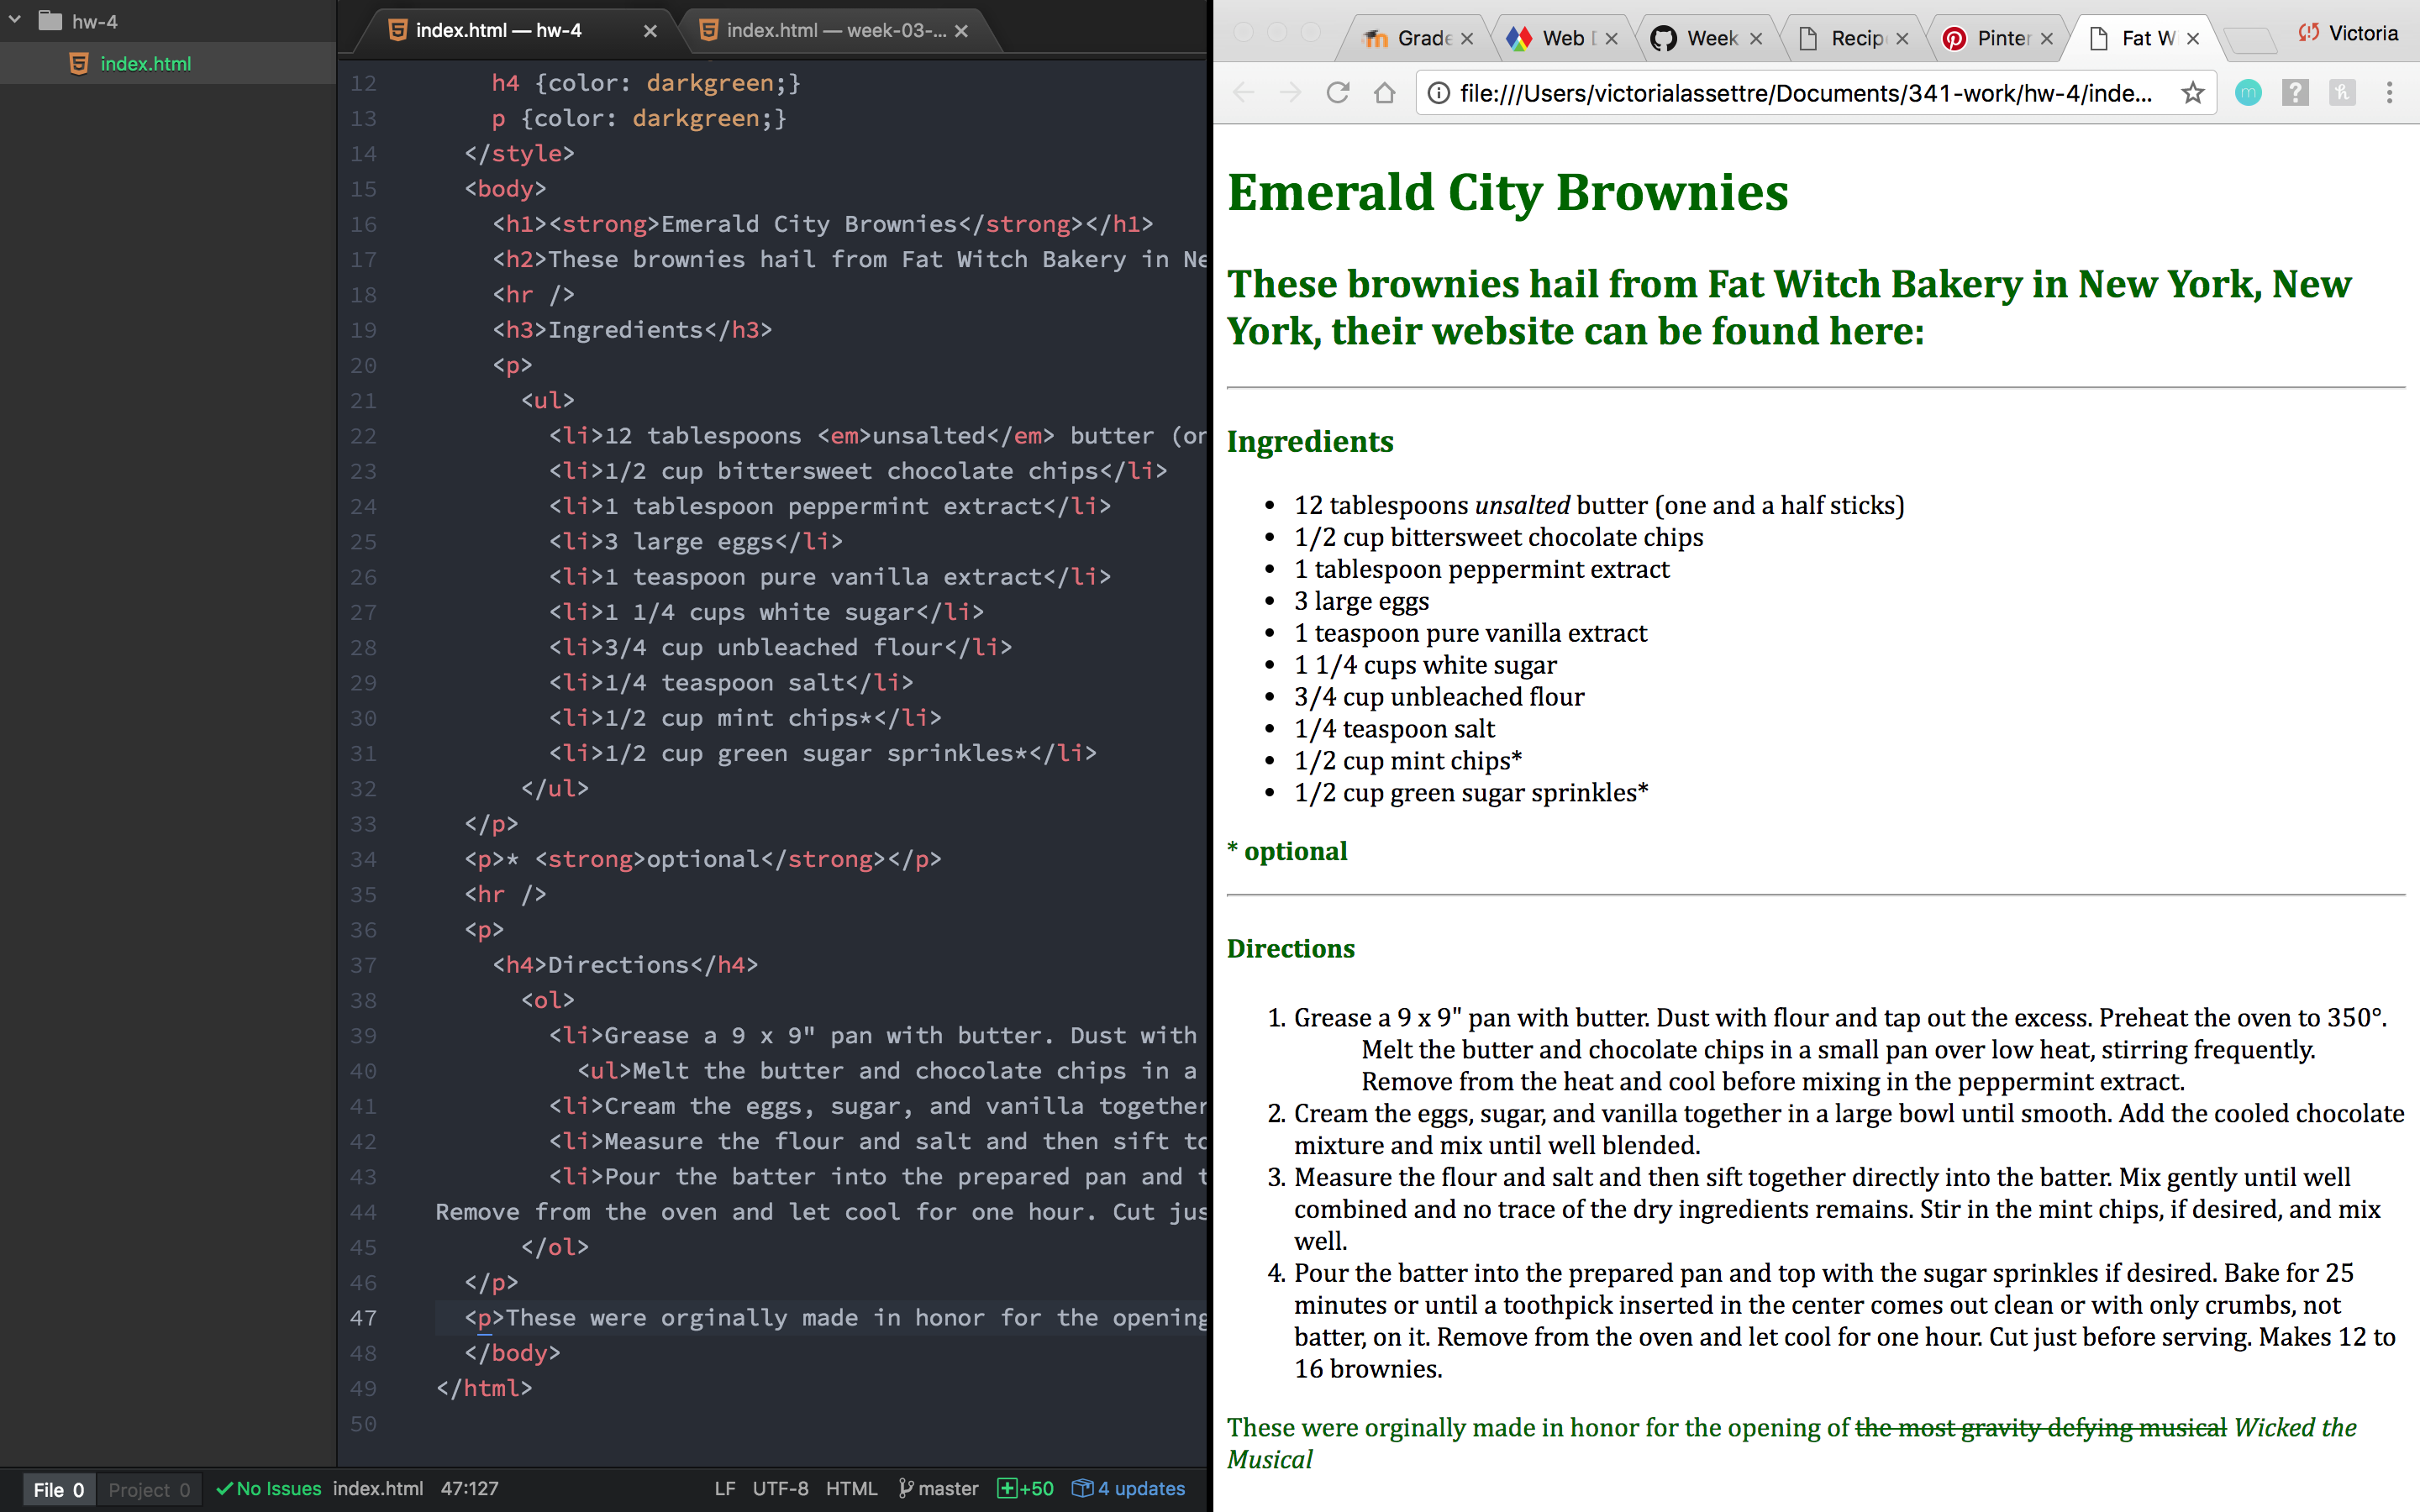 hw-4
index.html
index.html — hw-4
index.html — week-03-...
12 h4 {color: darkgreen;}
13 p {color: darkgreen;}
14 </style>
15 <body>
16 <h1><strong>Emerald City Brownies</strong></h1>
17 <h2>These brownies hail from Fat Witch Bakery in Ne
18 <hr />
19 <h3>Ingredients</h3>
20 <p>
21 <ul>
22 <li>12 tablespoons <em>unsalted</em> butter (or
23 <li>1/2 cup bittersweet chocolate chips</li>
24 <li>1 tablespoon peppermint extract</li>
25 <li>3 large eggs</li>
26 <li>1 teaspoon pure vanilla extract</li>
27 <li>1 1/4 cups white sugar</li>
28 <li>3/4 cup unbleached flour</li>
29 <li>1/4 teaspoon salt</li>
30 <li>1/2 cup mint chips*</li>
31 <li>1/2 cup green sugar sprinkles*</li>
32 </ul>
33 </p>
34 <p>* <strong>optional</strong></p>
35 <hr />
36 <p>
37 <h4>Directions</h4>
38 <ol>
39 <li>Grease a 9 x 9" pan with butter. Dust with
40 <ul>Melt the butter and chocolate chips in a
41 <li>Cream the eggs, sugar, and vanilla together
42 <li>Measure the flour and salt and then sift to
43 <li>Pour the batter into the prepared pan and t
44 Remove from the oven and let cool for one hour. Cut jus
45 </ol>
46 </p>
47 <p>These were orginally made in honor for the opening
48 </body>
49 </html>
50
File 0 Project 0 No Issues index.html 47:127 LF UTF-8 HTML master +50 4 updates
Grade Web D Week Recip Pinter Fat W Victoria
file:///Users/victorialassettre/Documents/341-work/hw-4/inde...
m ? h
Emerald City Brownies
These brownies hail from Fat Witch Bakery in New York, New
York, their website can be found here:
Ingredients
• 12 tablespoons unsalted butter (one and a half sticks)
• 1/2 cup bittersweet chocolate chips
• 1 tablespoon peppermint extract
• 3 large eggs
• 1 teaspoon pure vanilla extract
• 1 1/4 cups white sugar
• 3/4 cup unbleached flour
• 1/4 teaspoon salt
• 1/2 cup mint chips*
• 1/2 cup green sugar sprinkles*
* optional
Directions
1. Grease a 9 x 9" pan with butter. Dust with flour and tap out the excess. Preheat the oven to 350°.
Melt the butter and chocolate chips in a small pan over low heat, stirring frequently.
Remove from the heat and cool before mixing in the peppermint extract.
2. Cream the eggs, sugar, and vanilla together in a large bowl until smooth. Add the cooled chocolate
mixture and mix until well blended.
3. Measure the flour and salt and then sift together directly into the batter. Mix gently until well
combined and no trace of the dry ingredients remains. Stir in the mint chips, if desired, and mix
well.
4. Pour the batter into the prepared pan and top with the sugar sprinkles if desired. Bake for 25
minutes or until a toothpick inserted in the center comes out clean or with only crumbs, not
batter, on it. Remove from the oven and let cool for one hour. Cut just before serving. Makes 12 to
16 brownies.
These were orginally made in honor for the opening of the most gravity defying musical Wicked the
Musical